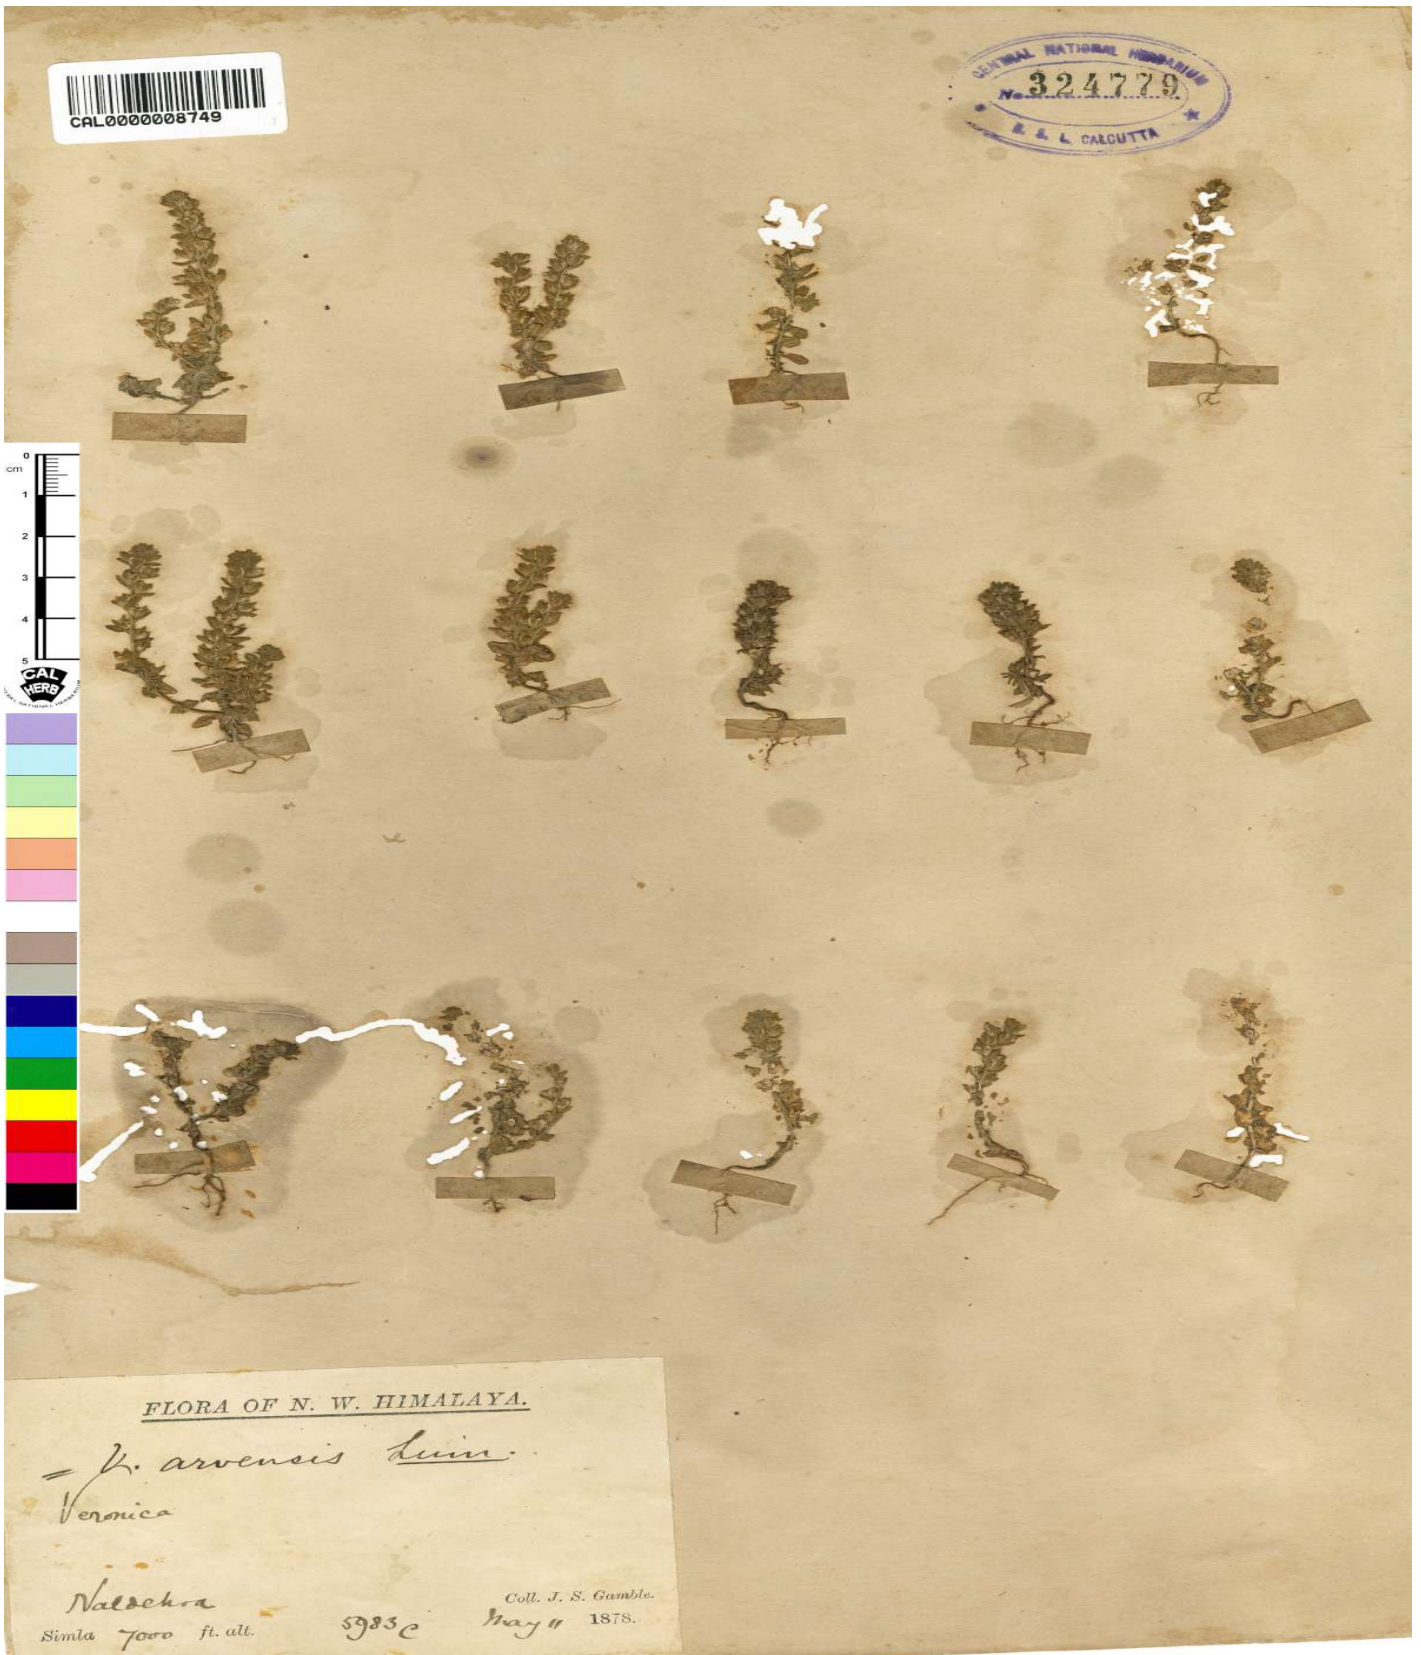 CAL0000008749
CENTRAL NATIONAL HERBARIUM
No. 324779
B. S. I. CALCUTTA
0
cm
1
2
3
4
5
CAL
HERB
FLORA OF N. W. HIMALAYA.
= V. arvensis Linn.
Veronica
Naldehra
Coll. J. S. Gamble.
Simla 7000 ft. alt. 5983 C May 11 1878.